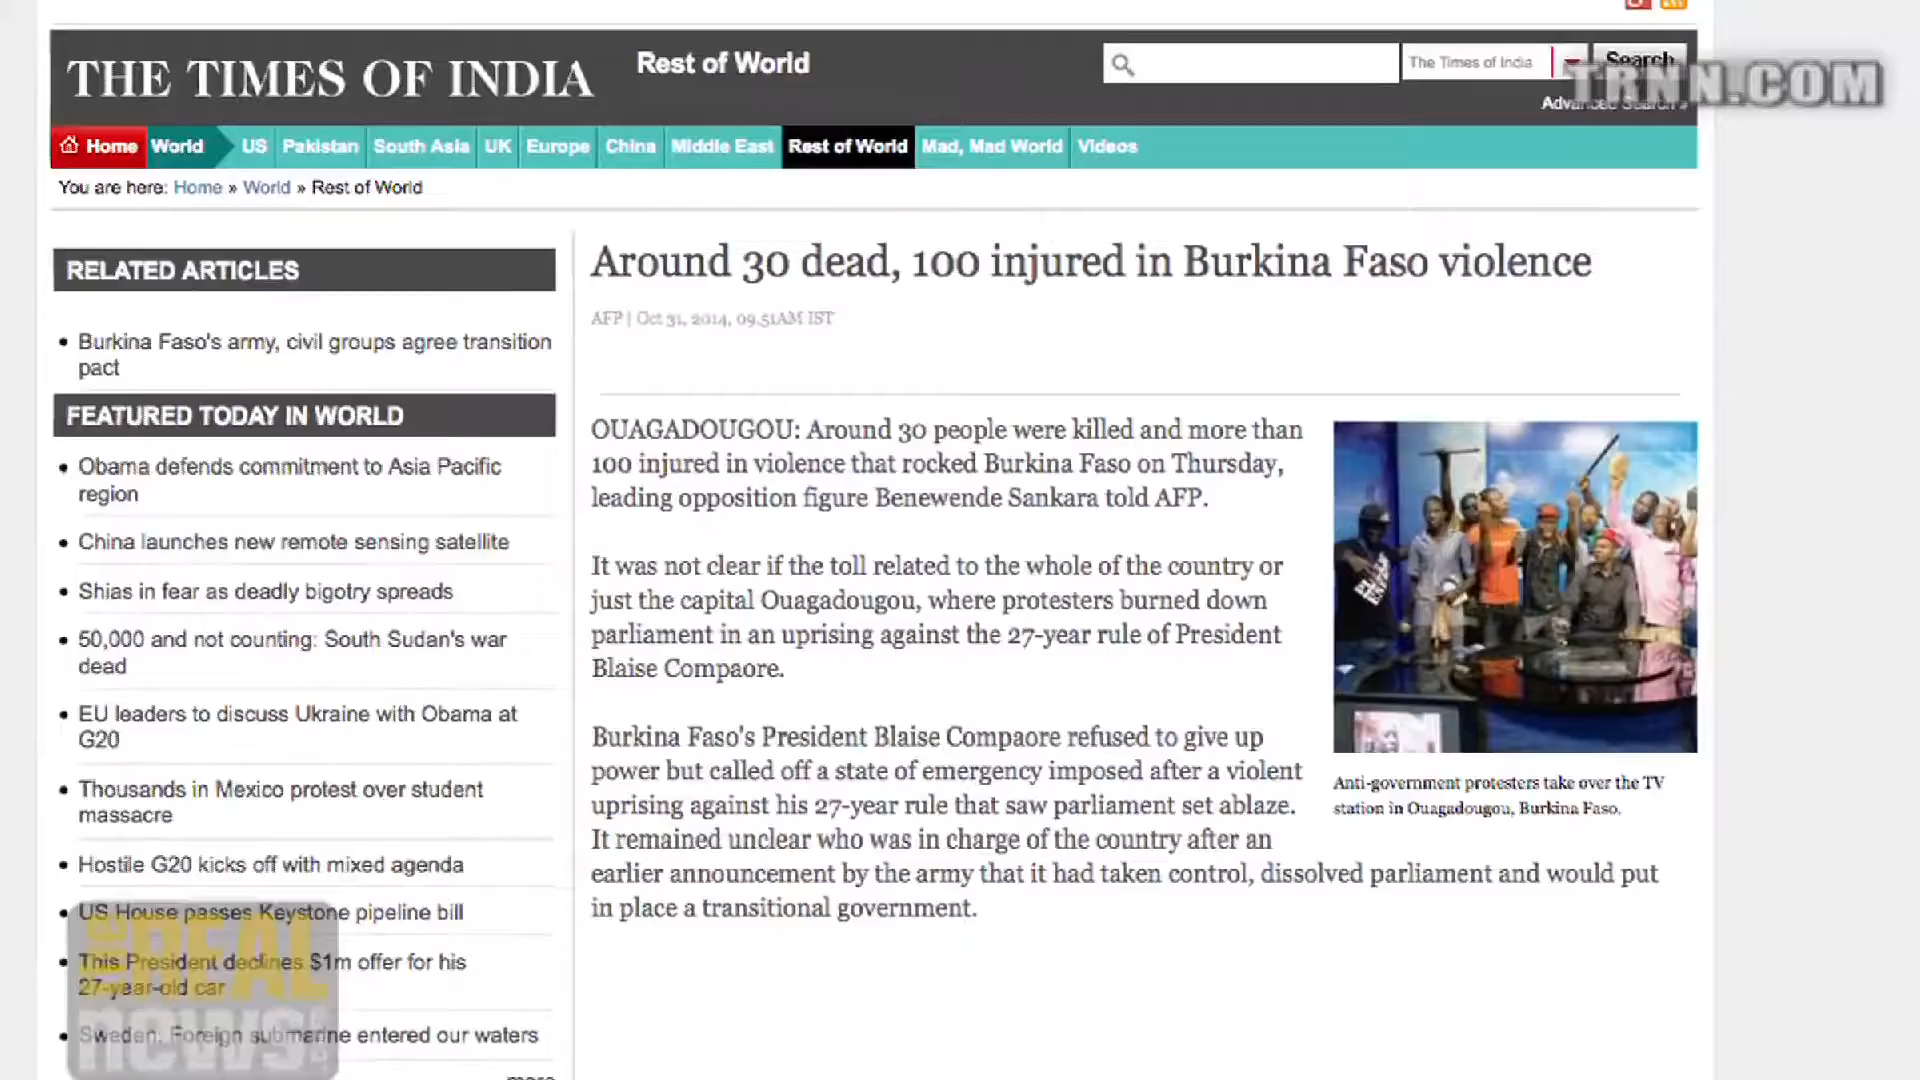 THE TIMES OF INDIA
Rest of World
The Times of India
Search
Advanced Search »
TRNN.COM
Home World US Pakistan South Asia UK Europe China Middle East Rest of World Mad, Mad World Videos
You are here: Home » World » Rest of World
RELATED ARTICLES
• Burkina Faso's army, civil groups agree transition
pact
FEATURED TODAY IN WORLD
• Obama defends commitment to Asia Pacific
region
• China launches new remote sensing satellite
• Shias in fear as deadly bigotry spreads
• 50,000 and not counting: South Sudan's war
dead
• EU leaders to discuss Ukraine with Obama at
G20
• Thousands in Mexico protest over student
massacre
• Hostile G20 kicks off with mixed agenda
• US House passes Keystone pipeline bill
• This President declines $1m offer for his
27-year-old car
• Sweden: Foreign submarine entered our waters
more
THE
REAL
news
Around 30 dead, 100 injured in Burkina Faso violence
AFP | Oct 31, 2014, 09.51AM IST
OUAGADOUGOU: Around 30 people were killed and more than
100 injured in violence that rocked Burkina Faso on Thursday,
leading opposition figure Benewende Sankara told AFP.
It was not clear if the toll related to the whole of the country or
just the capital Ouagadougou, where protesters burned down
parliament in an uprising against the 27-year rule of President
Blaise Compaore.
Burkina Faso's President Blaise Compaore refused to give up
power but called off a state of emergency imposed after a violent
uprising against his 27-year rule that saw parliament set ablaze.
It remained unclear who was in charge of the country after an
earlier announcement by the army that it had taken control, dissolved parliament and would put
in place a transitional government.
Anti-government protesters take over the TV
station in Ouagadougou, Burkina Faso.